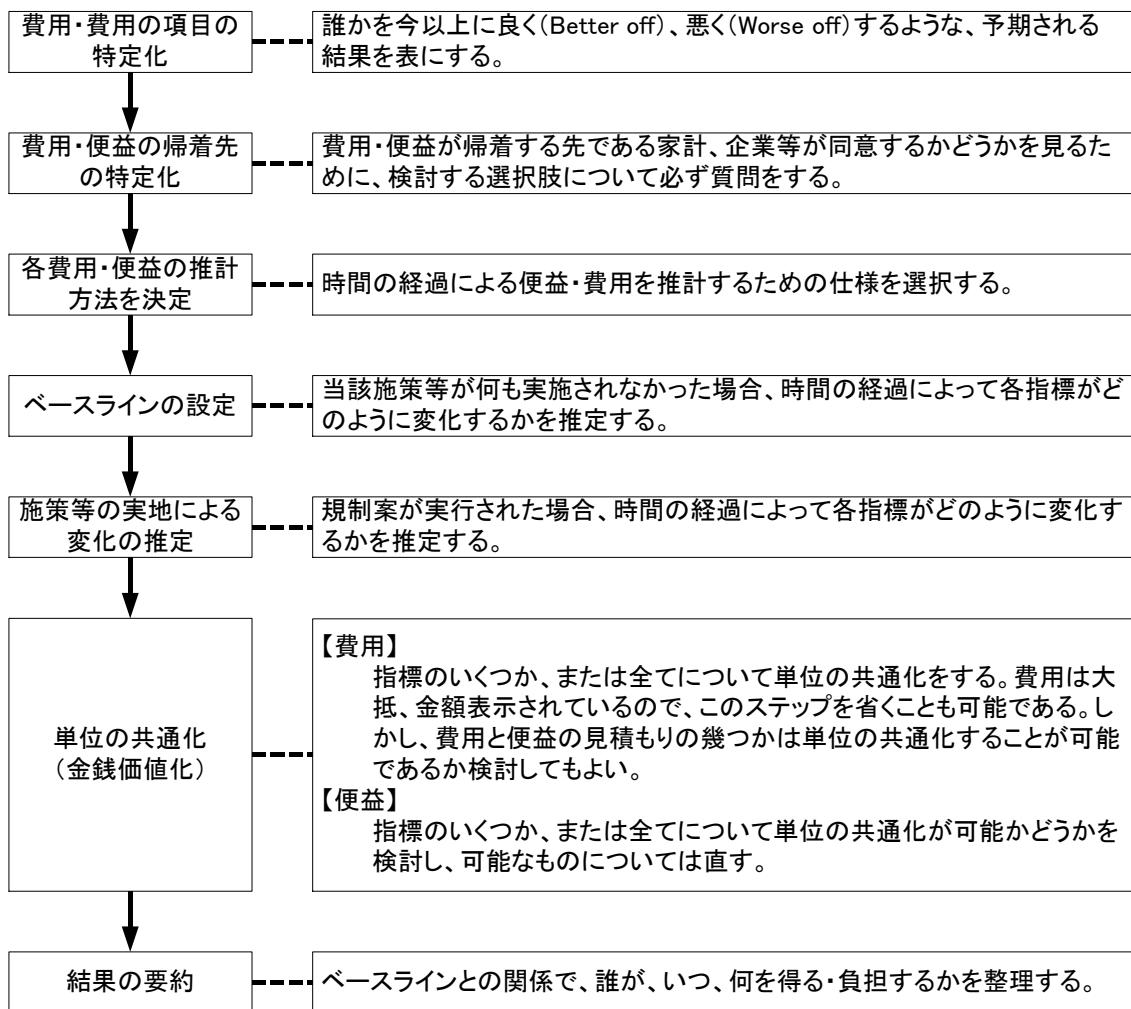 費用・費用の項目の
特定化
誰かを今以上に良く(Better off)、悪く(Worse off)するような、予期される
結果を表にする。
費用・便益の帰着先
の特定化
費用・便益が帰着する先である家計、企業等が同意するかどうかを見るた
めに、検討する選択肢について必ず質問をする。
各費用・便益の推計
方法を決定
時間の経過による便益・費用を推計するための仕様を選択する。
ベースラインの設定
当該施策等が何も実施されなかった場合、時間の経過によって各指標がど
のように変化するかを推定する。
施策等の実地による
変化の推定
規制案が実行された場合、時間の経過によって各指標がどのように変化す
るかを推定する。
単位の共通化
(金銭価値化)
【費用】
指標のいくつか、または全てについて単位の共通化をする。費用は大
抵、金額表示されているので、このステップを省くことも可能である。し
かし、費用と便益の見積もりの幾つかは単位の共通化することが可能
であるか検討してもよい。
【便益】
指標のいくつか、または全てについて単位の共通化が可能かどうかを
検討し、可能なものについては直す。
結果の要約
ベースラインとの関係で、誰が、いつ、何を得る・負担するかを整理する。